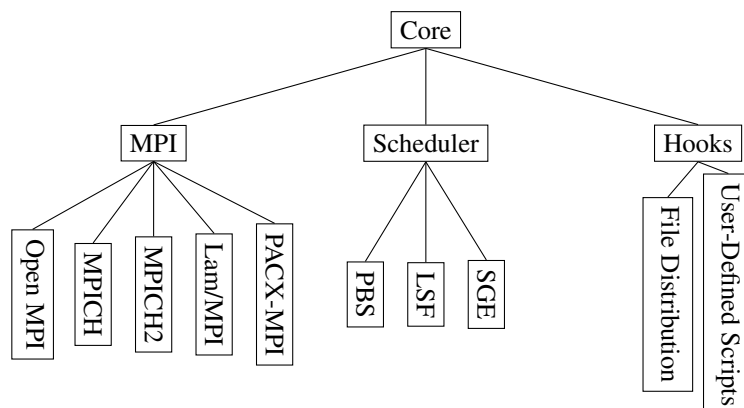 Core
MPI
Scheduler
Hooks
Open MPI
MPICH
MPICH2
Lam/MPI
PACX-MPI
PBS
LSF
SGE
File Distribution
User-Defined Scripts